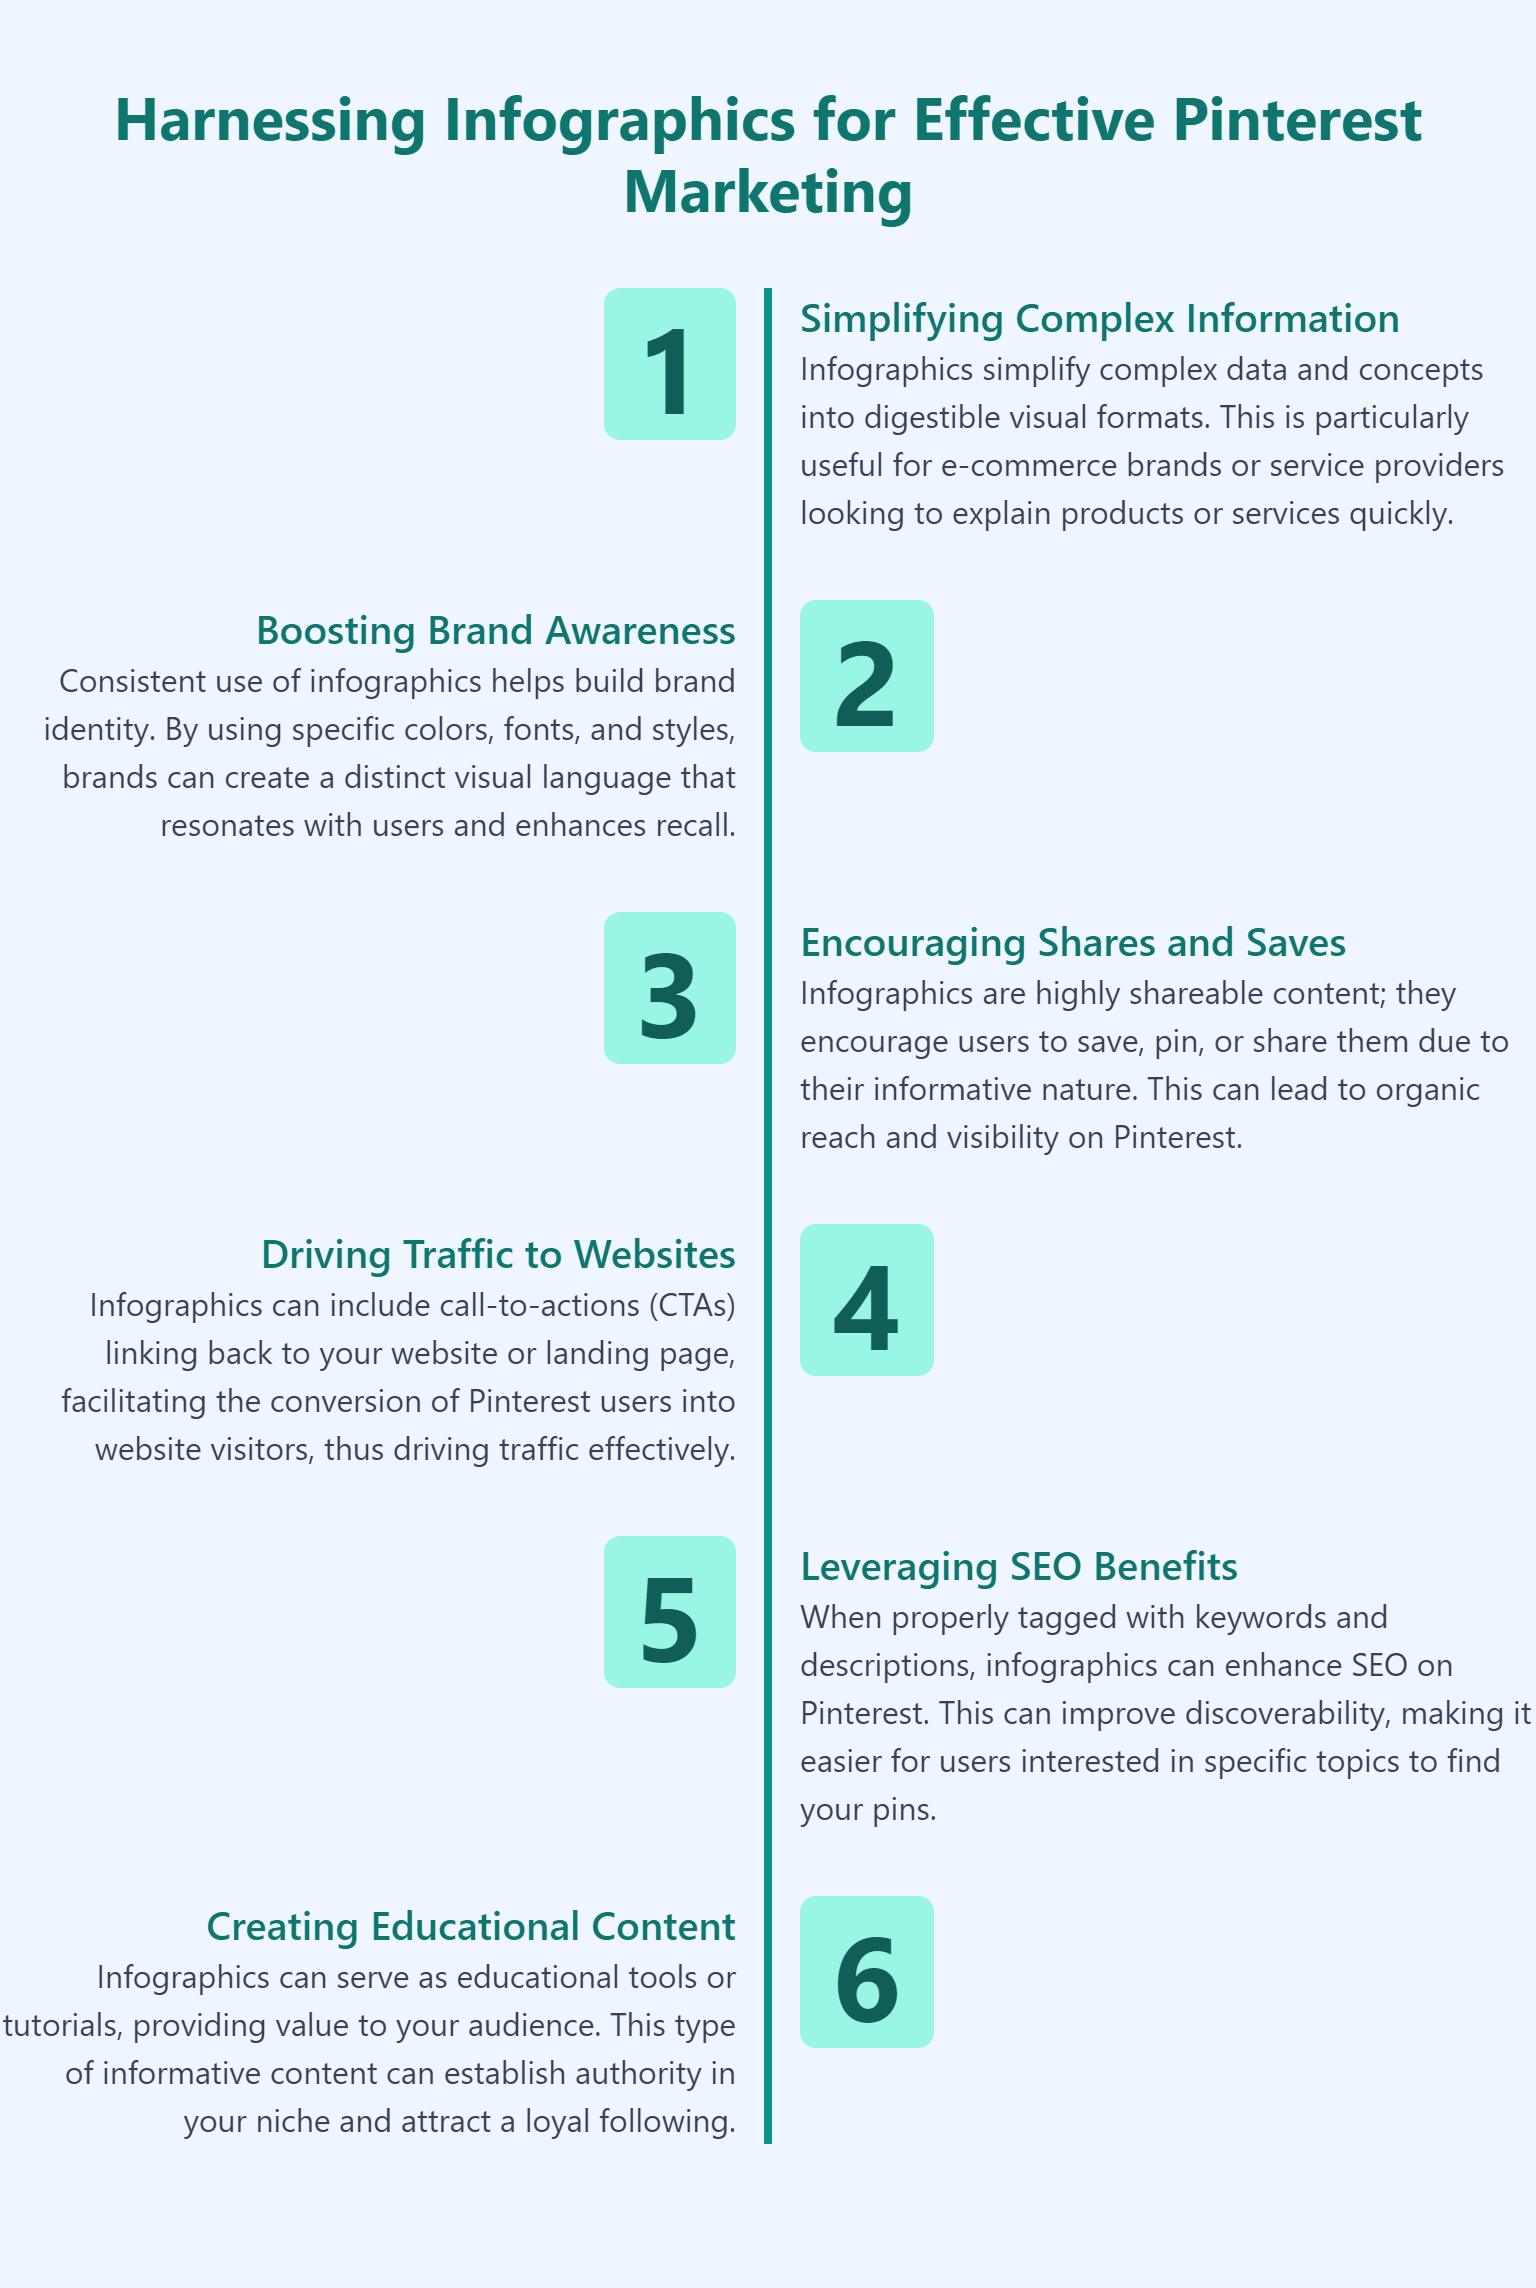 Harnessing Infographics for Effective Pinterest
Marketing
1
Simplifying Complex Information
Infographics simplify complex data and concepts
into digestible visual formats. This is particularly
useful for e-commerce brands or service providers
looking to explain products or services quickly.
2
Boosting Brand Awareness
Consistent use of infographics helps build brand
identity. By using specific colors, fonts, and styles,
brands can create a distinct visual language that
resonates with users and enhances recall.
3
Encouraging Shares and Saves
Infographics are highly shareable content; they
encourage users to save, pin, or share them due to
their informative nature. This can lead to organic
reach and visibility on Pinterest.
4
Driving Traffic to Websites
Infographics can include call-to-actions (CTAs)
linking back to your website or landing page,
facilitating the conversion of Pinterest users into
website visitors, thus driving traffic effectively.
5
Leveraging SEO Benefits
When properly tagged with keywords and
descriptions, infographics can enhance SEO on
Pinterest. This can improve discoverability, making it
easier for users interested in specific topics to find
your pins.
6
Creating Educational Content
Infographics can serve as educational tools or
tutorials, providing value to your audience. This type
of informative content can establish authority in
your niche and attract a loyal following.